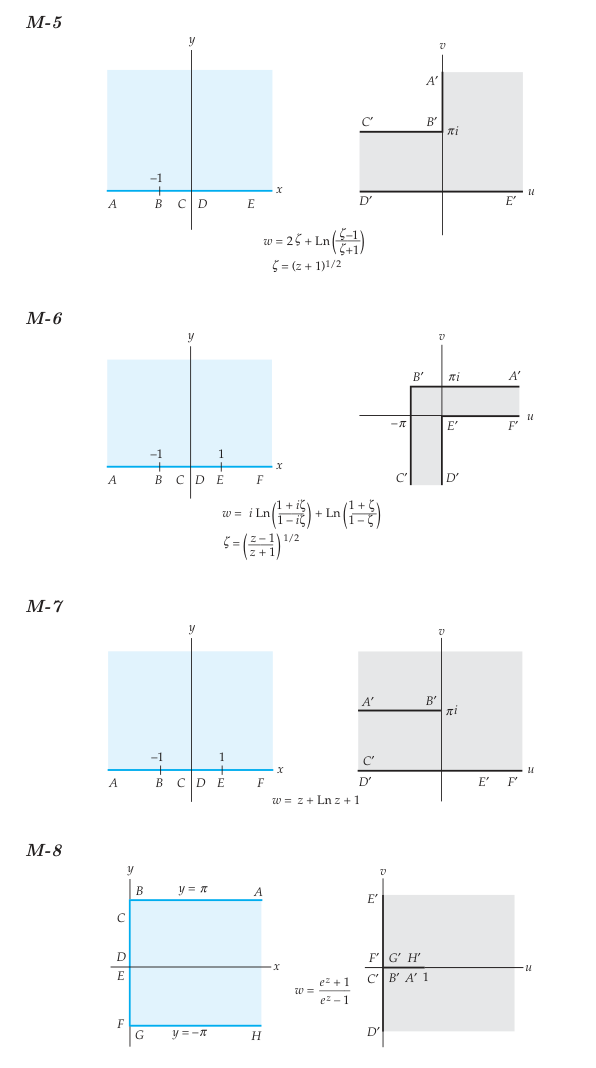 M-5
y
v
A′
C′ B′
πi
−1
x
u
A B C D E
D′ E′
w = 2ζ + Ln(ζ−1/ζ+1)
ζ = (z + 1)^1/2
M-6
y
v
B′ πi A′
−1 1
−π E′ F′ u
x
A B C D E F
C′ D′
w = i Ln(1 + iζ/1 − iζ) + Ln(1 + ζ/1 − ζ)
ζ = (z − 1/z + 1)^1/2
M-7
y
v
A′ B′
πi
−1 1
C′
x
u
A B C D E F
D′ E′ F′
w = z + Ln z + 1
M-8
y
v
B y = π A
E′
C
D
F′ G′ H′
x
u
E
C′ B′ A′ 1
w = e^z + 1/e^z − 1
F
G y = −π H
D′